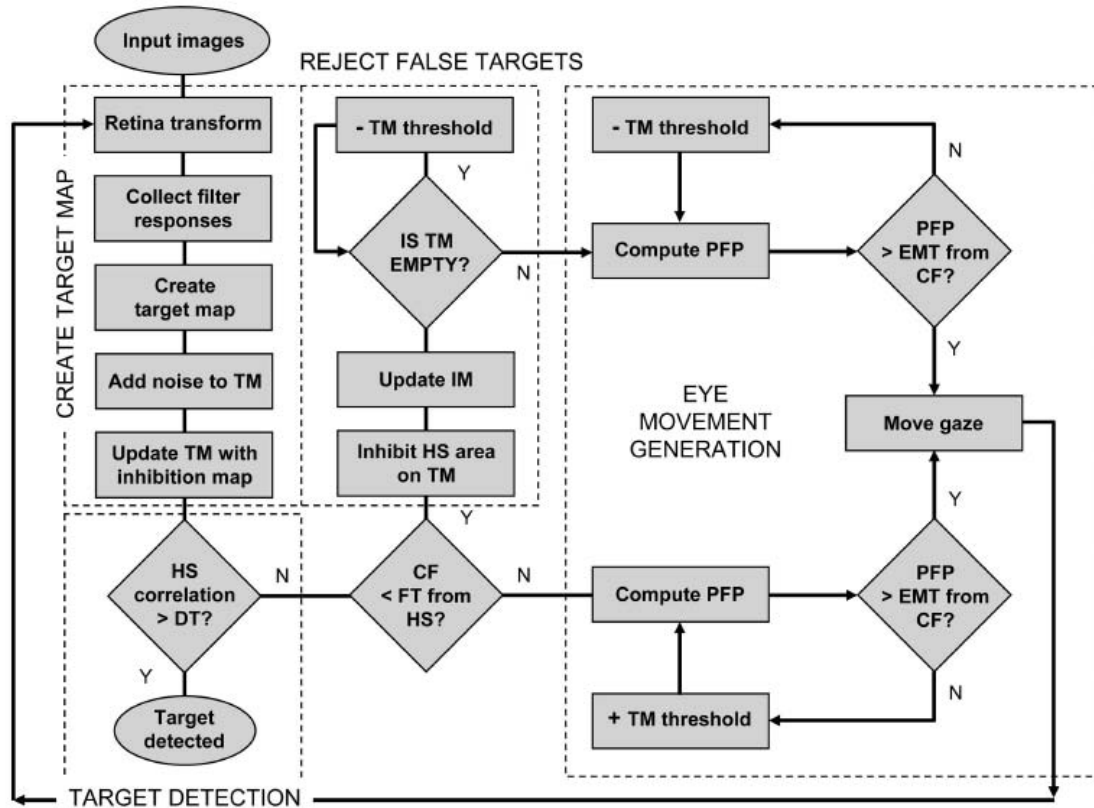 Input images
REJECT FALSE TARGETS
CREATE TARGET MAP
Retina transform
Collect filter
responses
Create
target map
Add noise to TM
Update TM with
inhibition map
- TM threshold
Y
IS TM
EMPTY?
N
Update IM
Inhibit HS area
on TM
Y
- TM threshold
N
Compute PFP
PFP
> EMT from
CF?
Y
EYE
MOVEMENT
GENERATION
Move gaze
Y
HS
correlation
> DT?
N
CF
< FT from
HS?
N
Compute PFP
PFP
> EMT from
CF?
Y
N
Target
detected
+ TM threshold
TARGET DETECTION